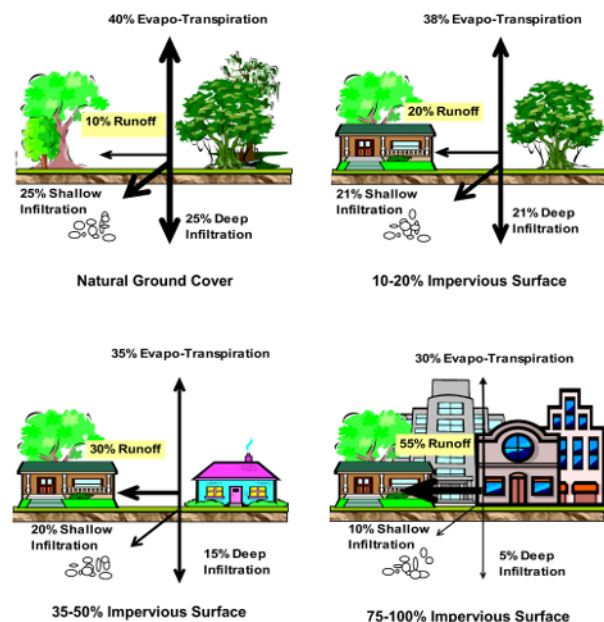 40% Evapo-Transpiration
10% Runoff
25% Shallow
Infiltration
25% Deep
Infiltration
Natural Ground Cover
38% Evapo-Transpiration
20% Runoff
21% Shallow
Infiltration
21% Deep
Infiltration
10-20% Impervious Surface
35% Evapo-Transpiration
30% Runoff
20% Shallow
Infiltration
15% Deep
Infiltration
35-50% Impervious Surface
30% Evapo-Transpiration
55% Runoff
10% Shallow
Infiltration
5% Deep
Infiltration
75-100% Impervious Surface